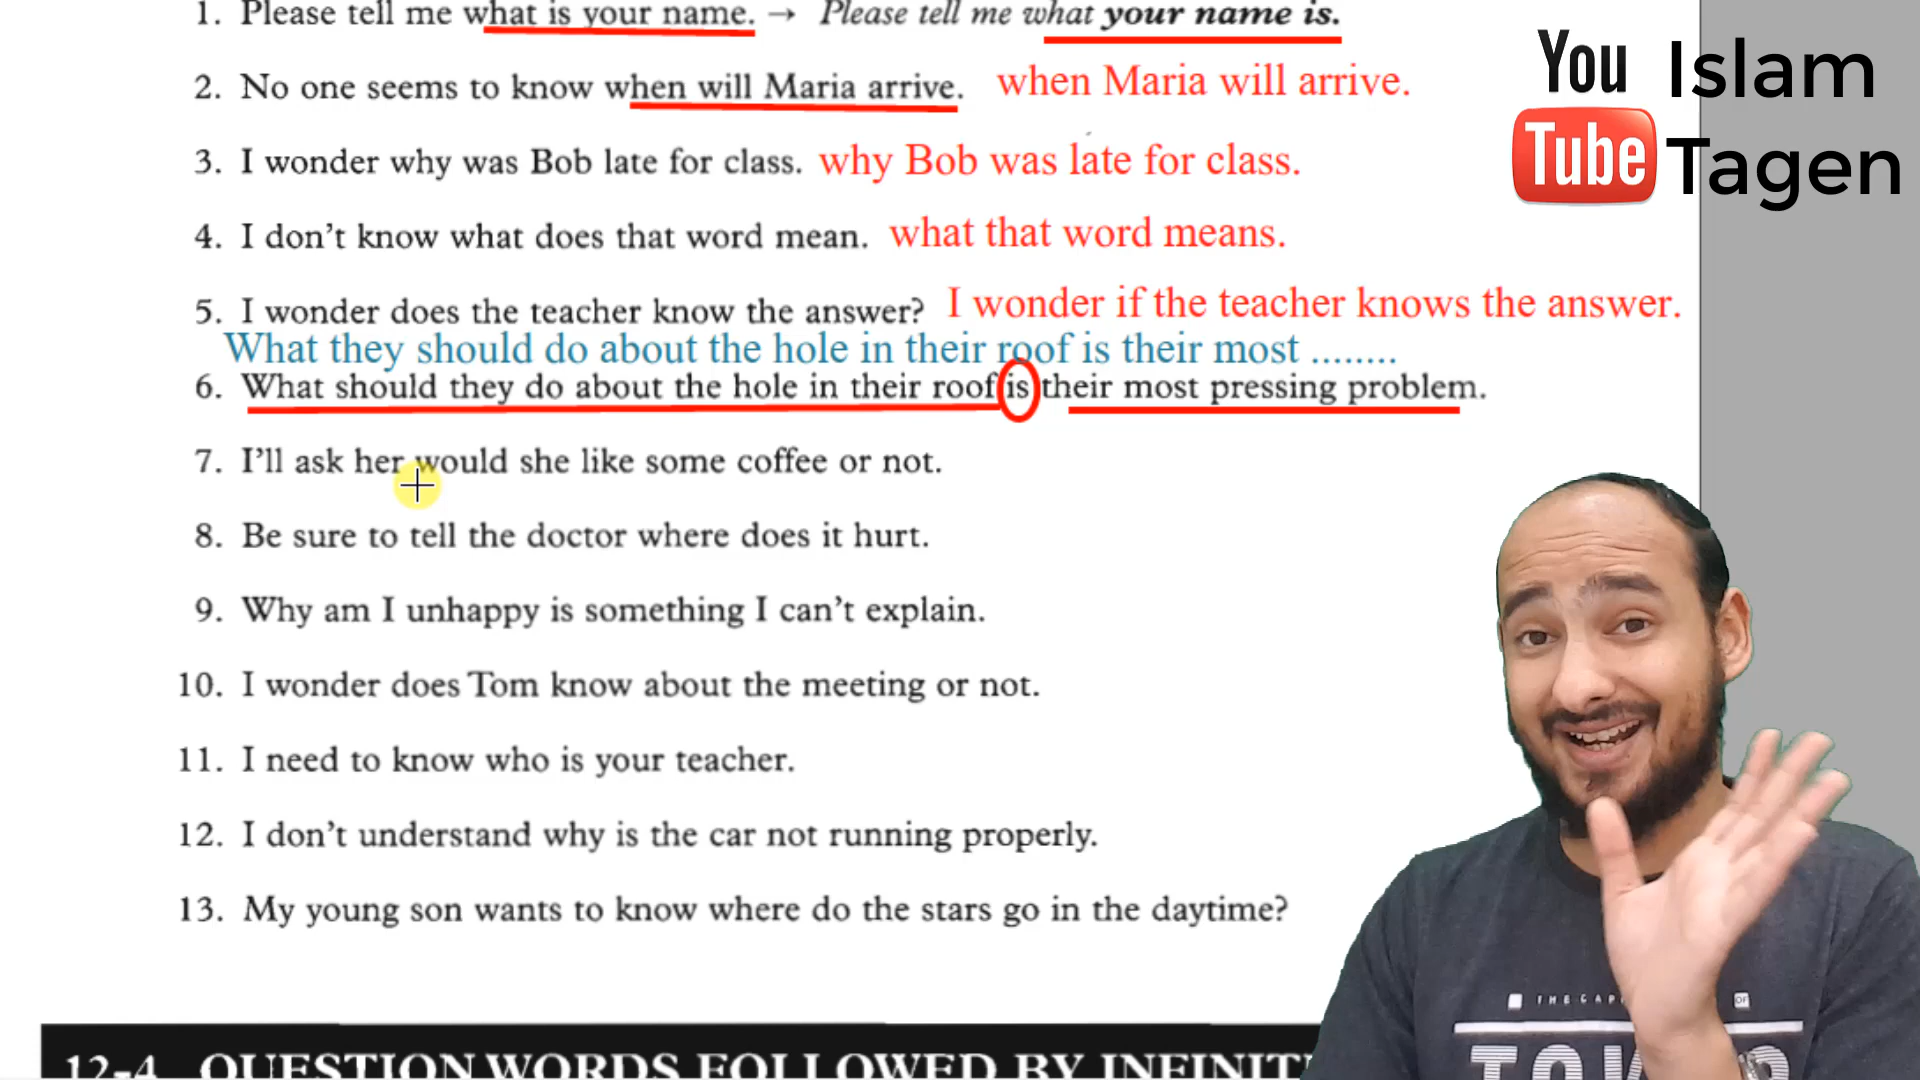 1. Please tell me what is your name. → Please tell me what your name is.
2. No one seems to know when will Maria arrive. when Maria will arrive.
3. I wonder why was Bob late for class. why Bob was late for class.
4. I don't know what does that word mean. what that word means.
5. I wonder does the teacher know the answer? I wonder if the teacher knows the answer.
What they should do about the hole in their roof is their most ........
6. What should they do about the hole in their roof is their most pressing problem.
7. I'll ask her would she like some coffee or not.
8. Be sure to tell the doctor where does it hurt.
9. Why am I unhappy is something I can't explain.
10. I wonder does Tom know about the meeting or not.
11. I need to know who is your teacher.
12. I don't understand why is the car not running properly.
13. My young son wants to know where do the stars go in the daytime?
12-4 QUESTION WORDS FOLLOWED BY
You Tube
Islam
Tagen
THE